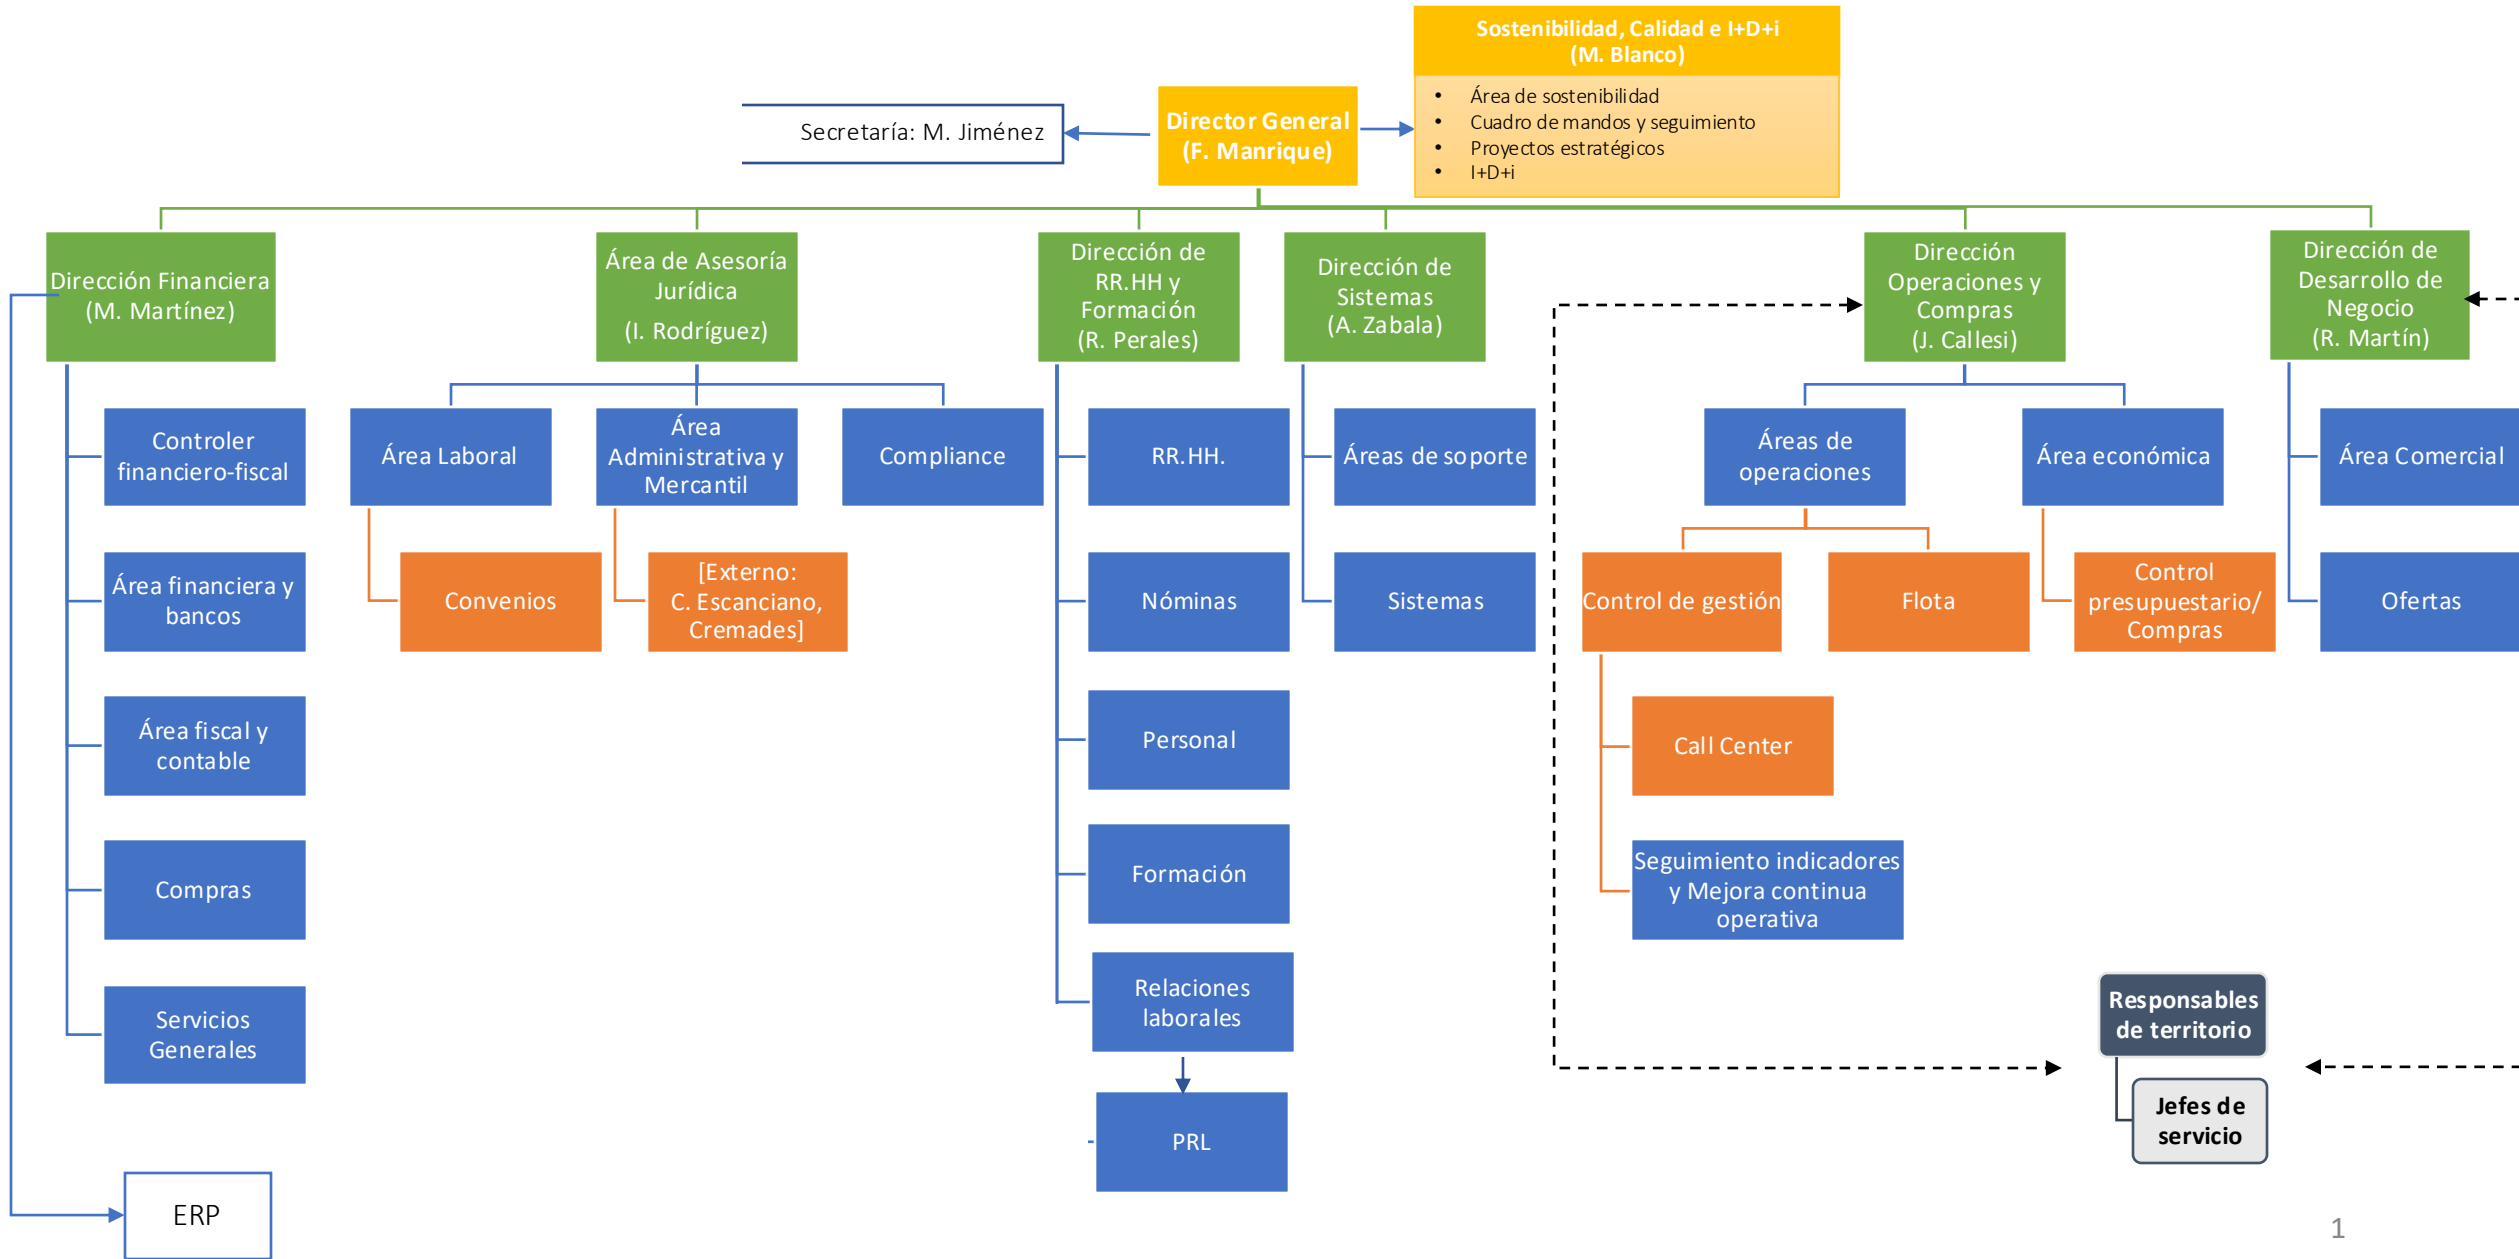 Sostenibilidad, Calidad e I+D+i
(M. Blanco)
• Área de sostenibilidad
• Cuadro de mandos y seguimiento
• Proyectos estratégicos
• I+D+i
Secretaría: M. Jiménez
Director General
(F. Manrique)
Dirección Financiera
(M. Martínez)
Área de Asesoría
Jurídica
(I. Rodríguez)
Dirección de
RR.HH y
Formación
(R. Perales)
Dirección de
Sistemas
(A. Zabala)
Dirección
Operaciones y
Compras
(J. Callesi)
Dirección de
Desarrollo de
Negocio
(R. Martín)
Controler
financiero-fiscal
Área Laboral
Área
Administrativa y
Mercantil
Compliance
RR.HH.
Áreas de soporte
Áreas de
operaciones
Área económica
Área Comercial
Área financiera y
bancos
Convenios
[Externo:
C. Escanciano,
Cremades]
Nóminas
Sistemas
Control de gestión
Flota
Control
presupuestario/
Compras
Ofertas
Área fiscal y
contable
Personal
Call Center
Compras
Formación
Seguimiento indicadores
y Mejora continua
operativa
Servicios
Generales
Relaciones
laborales
Responsables
de territorio
PRL
Jefes de
servicio
ERP
1